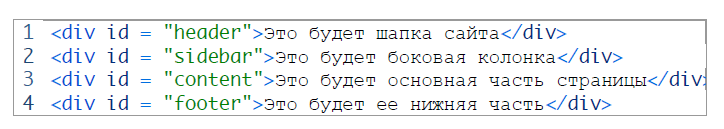 1 <div id = "header">Это будет шапка сайта</div>
2 <div id = "sidebar">Это будет боковая колонка</div>
3 <div id = "content">Это будет основная часть страницы</div>
4 <div id = "footer">Это будет ее нижняя часть</div>